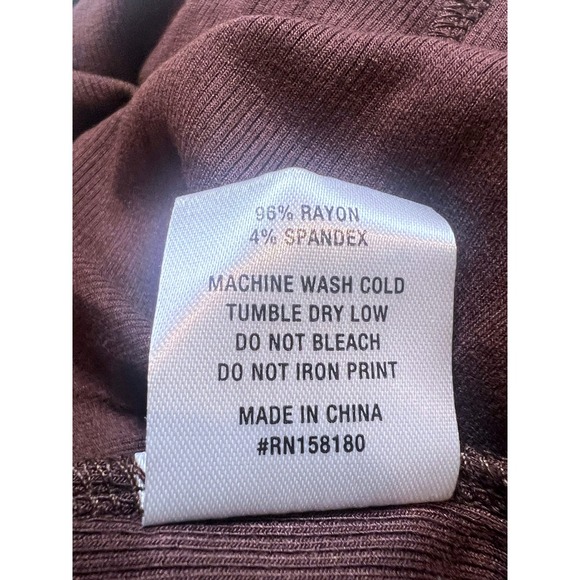 96% RAYON
4% SPANDEX
MACHINE WASH COLD
TUMBLE DRY LOW
DO NOT BLEACH
DO NOT IRON PRINT
MADE IN CHINA
#RN158180